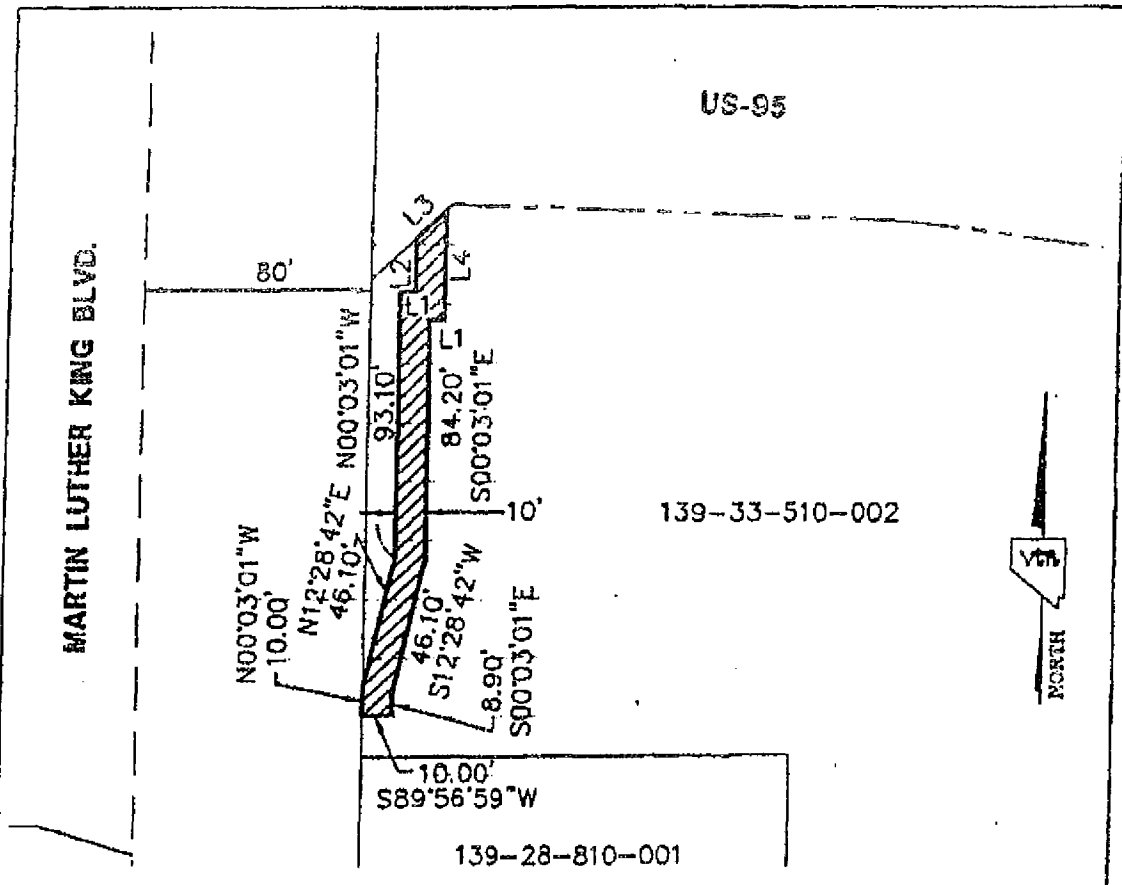 US-95
MARTIN LUTHER KING BLVD.
80'
L3
L2
L4
L1
L1
N00°03'01"W
93.10'
84.20'
S00°03'01"E
10'
139-33-510-002
N12°28'42"E
46.10'
N00°03'01"W
10.00'
46.10'
S12°28'42"W
8.90'
S00°03'01"E
10.00'
S89°56'59"W
139-28-810-001
vtn
NORTH